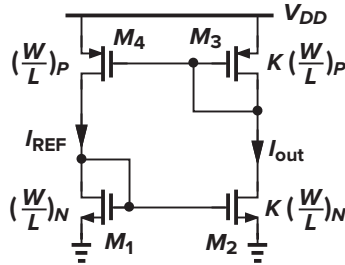 V_DD
M_4
M_3
(W/L)_P
K(W/L)_P
I_REF
I_out
(W/L)_N
K(W/L)_N
M_1
M_2